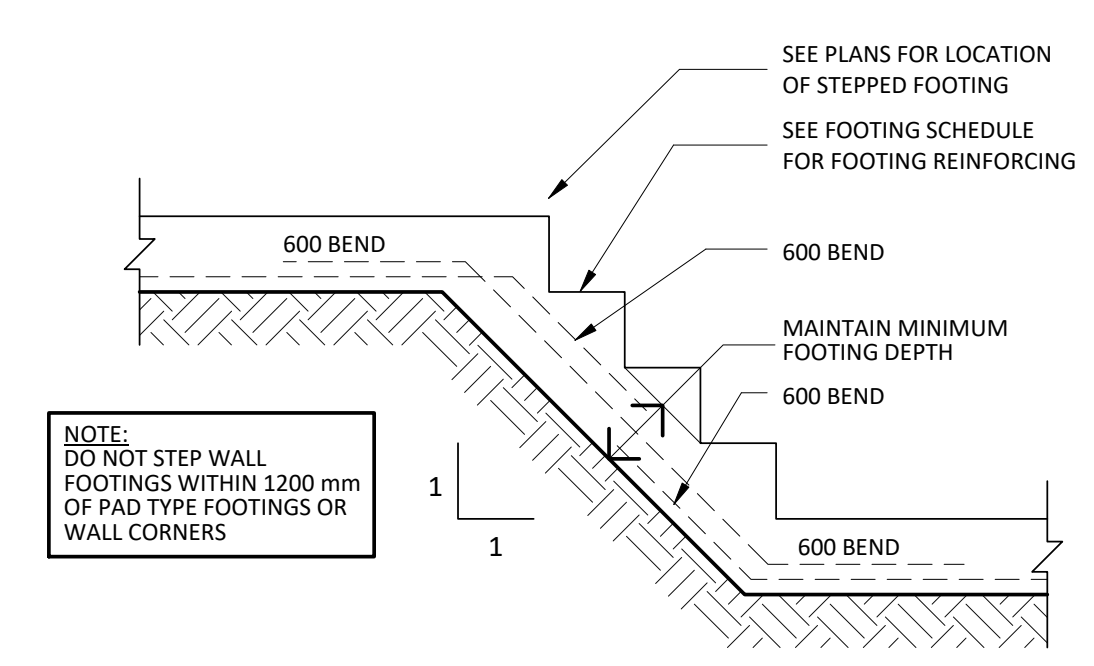 SEE PLANS FOR LOCATION
OF STEPPED FOOTING
SEE FOOTING SCHEDULE
FOR FOOTING REINFORCING
600 BEND
600 BEND
MAINTAIN MINIMUM
FOOTING DEPTH
600 BEND
NOTE:
DO NOT STEP WALL
FOOTINGS WITHIN 1200 mm
OF PAD TYPE FOOTINGS OR
WALL CORNERS
1
1
600 BEND